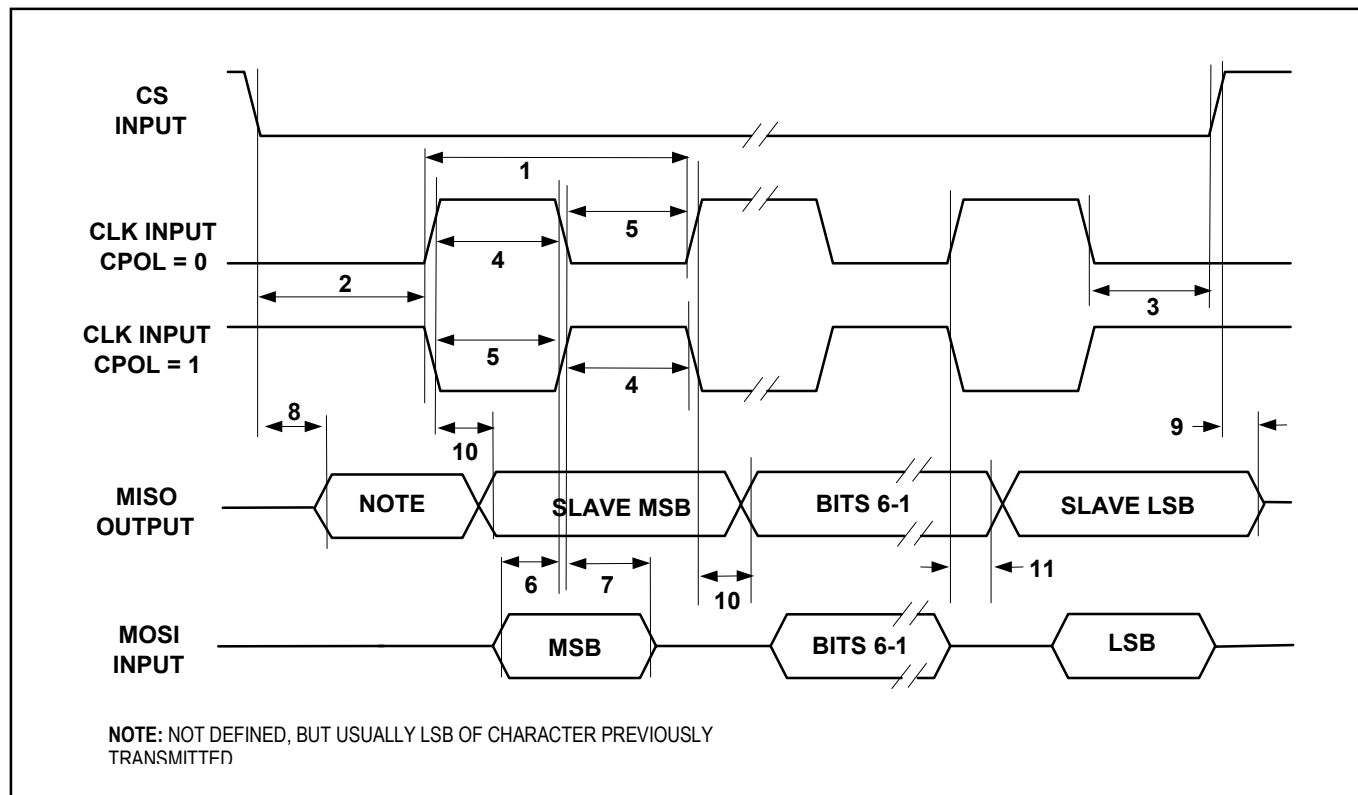 CS
INPUT
1
5
CLK INPUT
CPOL = 0
4
2
3
CLK INPUT
CPOL = 1
5
4
8
9
10
MISO
OUTPUT
NOTE
SLAVE MSB
BITS 6-1
SLAVE LSB
6
7
10
11
MOSI
INPUT
MSB
BITS 6-1
LSB
NOTE: NOT DEFINED, BUT USUALLY LSB OF CHARACTER PREVIOUSLY
TRANSMITTED